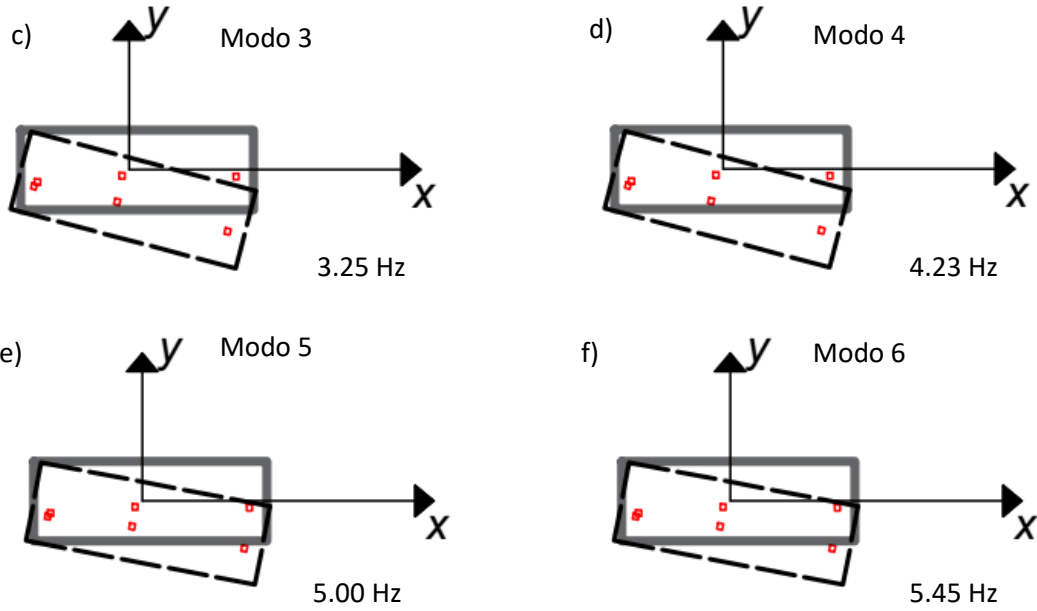 c)
y
Modo 3
x
3.25 Hz
d)
y
Modo 4
x
4.23 Hz
e)
y
Modo 5
x
5.00 Hz
f)
y
Modo 6
x
5.45 Hz